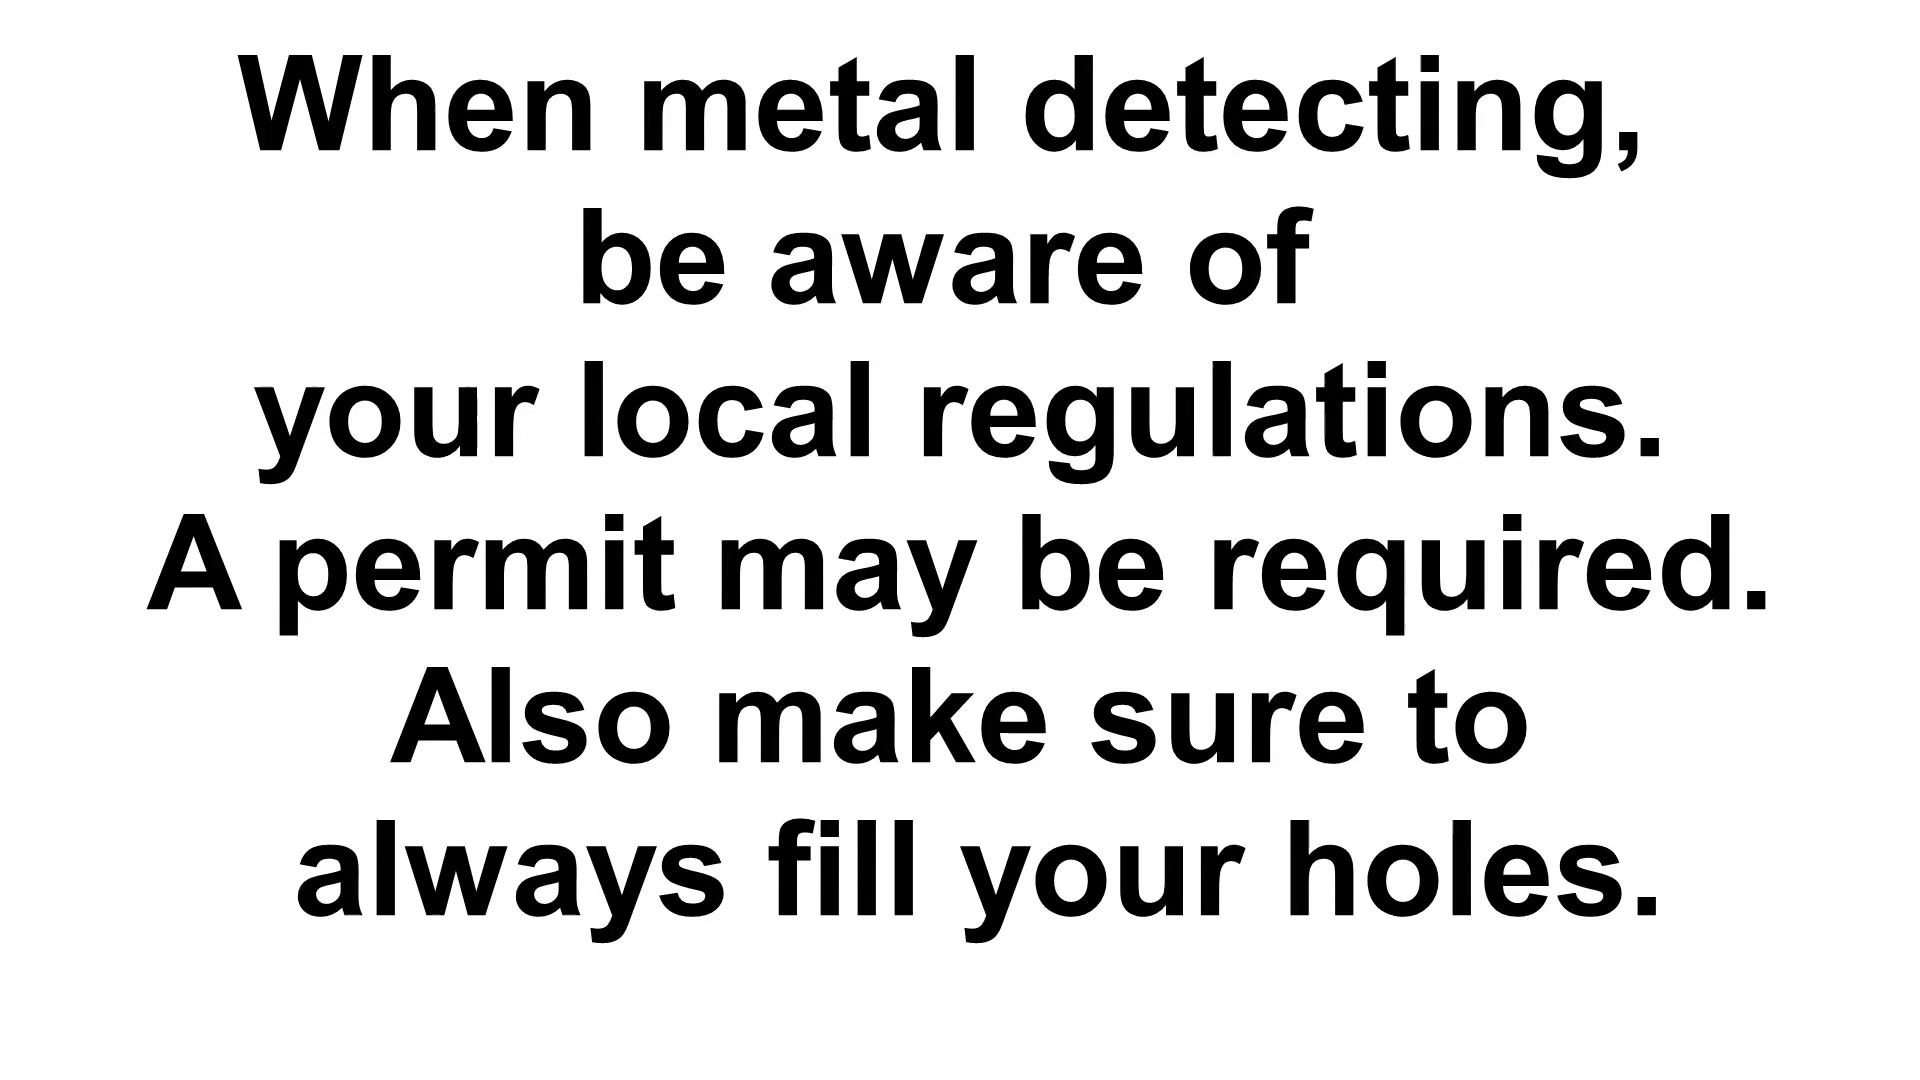 When metal detecting,
be aware of
your local regulations.
A permit may be required.
Also make sure to
always fill your holes.